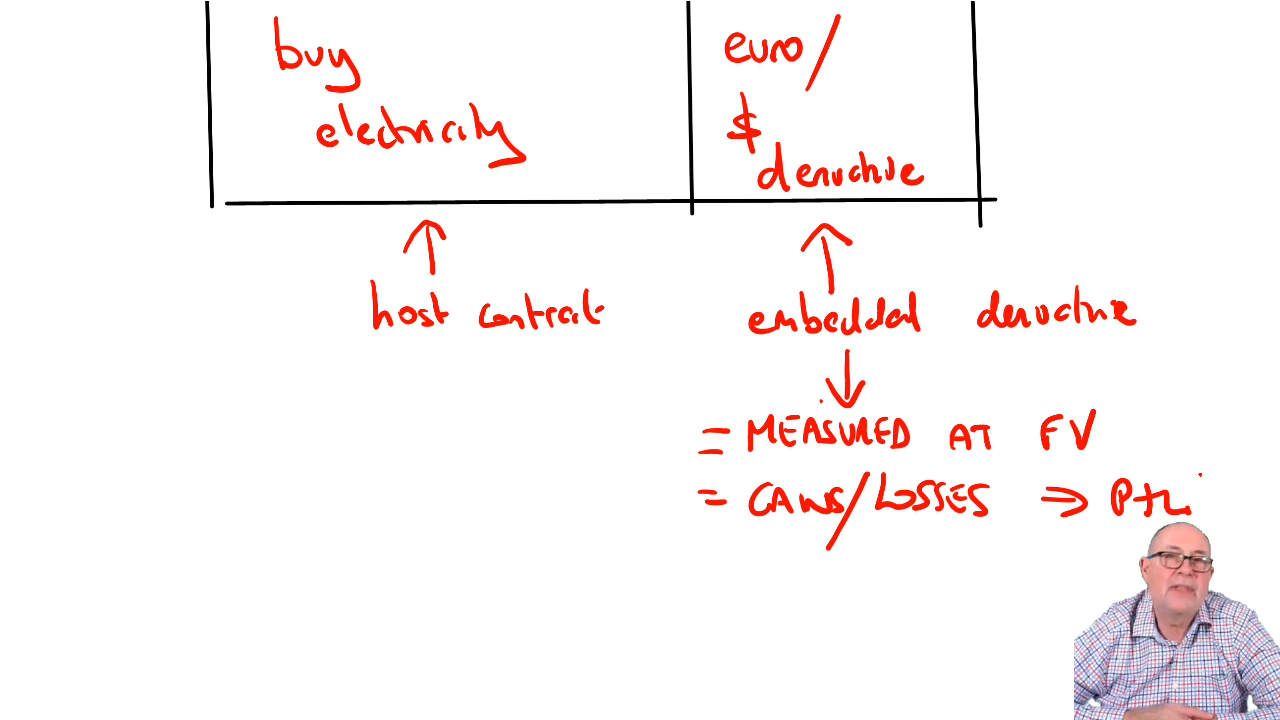 buy
electricity
euro/
$
derivative
host contract
embedded derivative
= MEASURED AT FV
= GAINS/LOSSES ⇒ P+L.